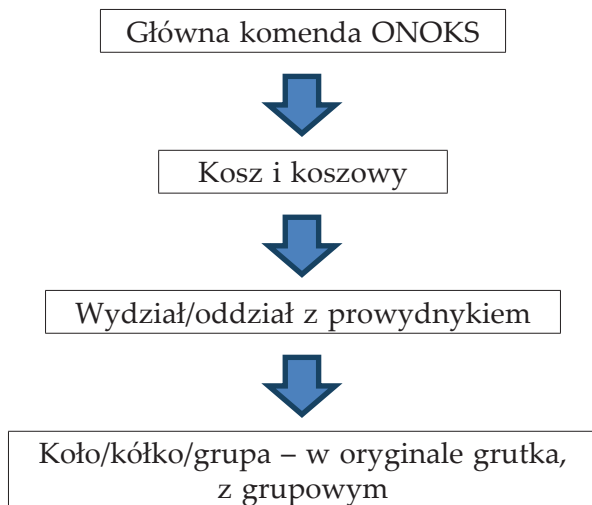 Główna komenda ONOKS
Kosz i koszowy
Wydział/oddział z prowydnykiem
Koło/kółko/grupa – w oryginale grutka,
z grupowym